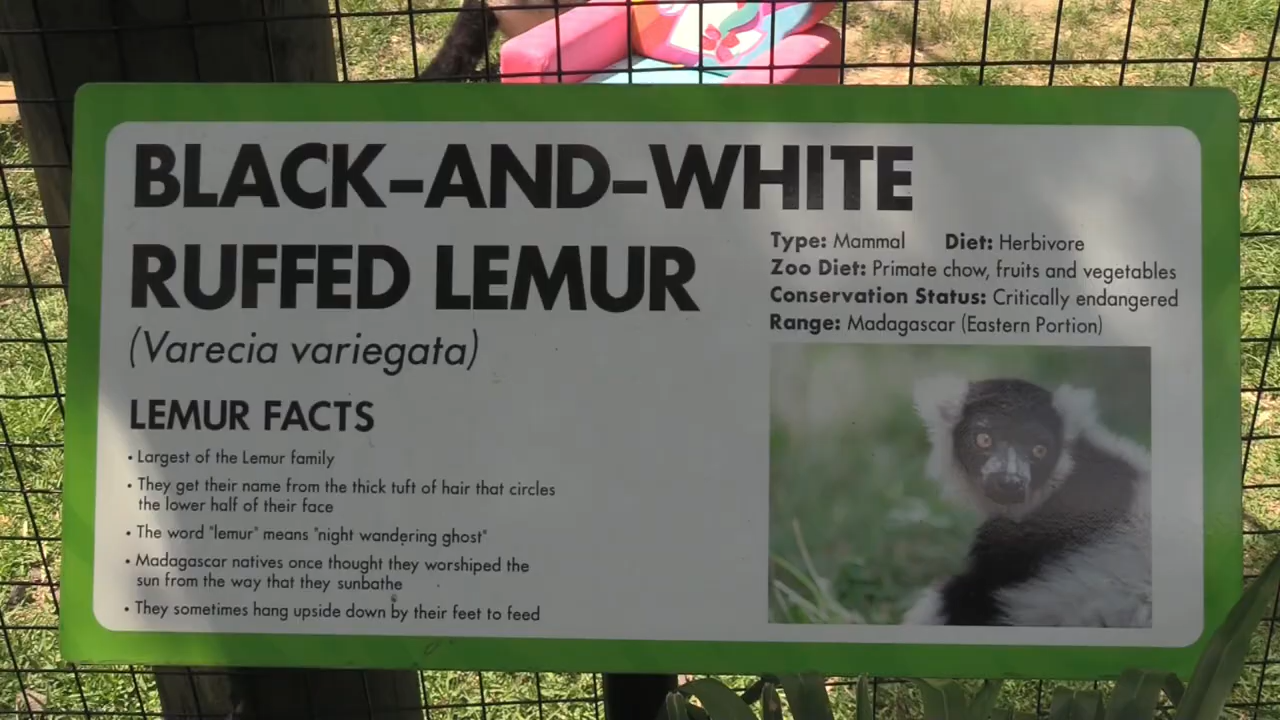 BLACK-AND-WHITE
RUFFED LEMUR
(Varecia variegata)
LEMUR FACTS
• Largest of the Lemur family
• They get their name from the thick tuft of hair that circles
the lower half of their face
• The word "lemur" means "night wandering ghost"
• Madagascar natives once thought they worshiped the
sun from the way that they sunbathe
• They sometimes hang upside down by their feet to feed
Type: Mammal Diet: Herbivore
Zoo Diet: Primate chow, fruits and vegetables
Conservation Status: Critically endangered
Range: Madagascar (Eastern Portion)